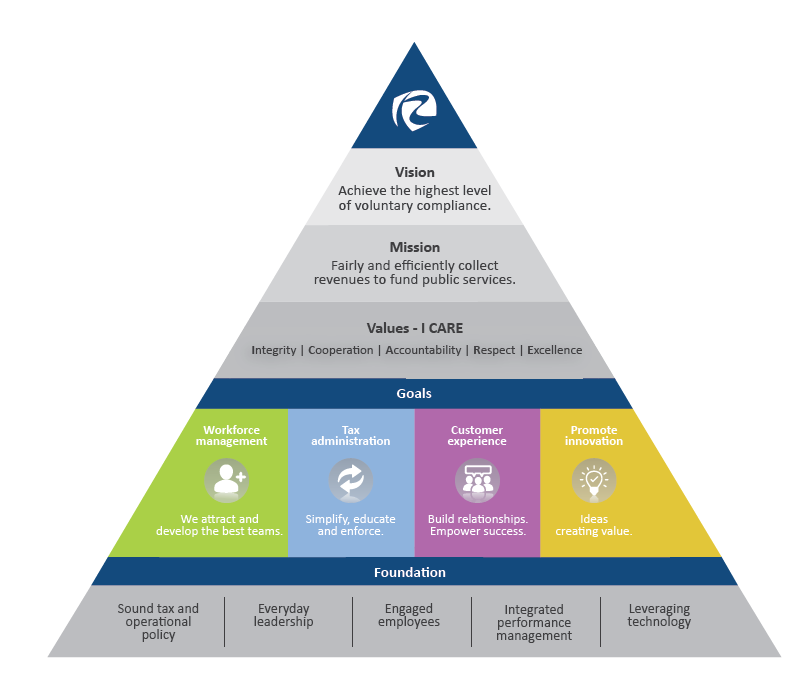 Vision
Achieve the highest level
of voluntary compliance.
Mission
Fairly and efficiently collect
revenues to fund public services.
Values - I CARE
Integrity | Cooperation | Accountability | Respect | Excellence
Goals
Workforce
management
We attract and
develop the best teams.
Tax
administration
Simplify, educate
and enforce.
Customer
experience
Build relationships.
Empower success.
Promote
innovation
Ideas
creating value.
Foundation
Sound tax and
operational
policy
Everyday
leadership
Engaged
employees
Integrated
performance
management
Leveraging
technology